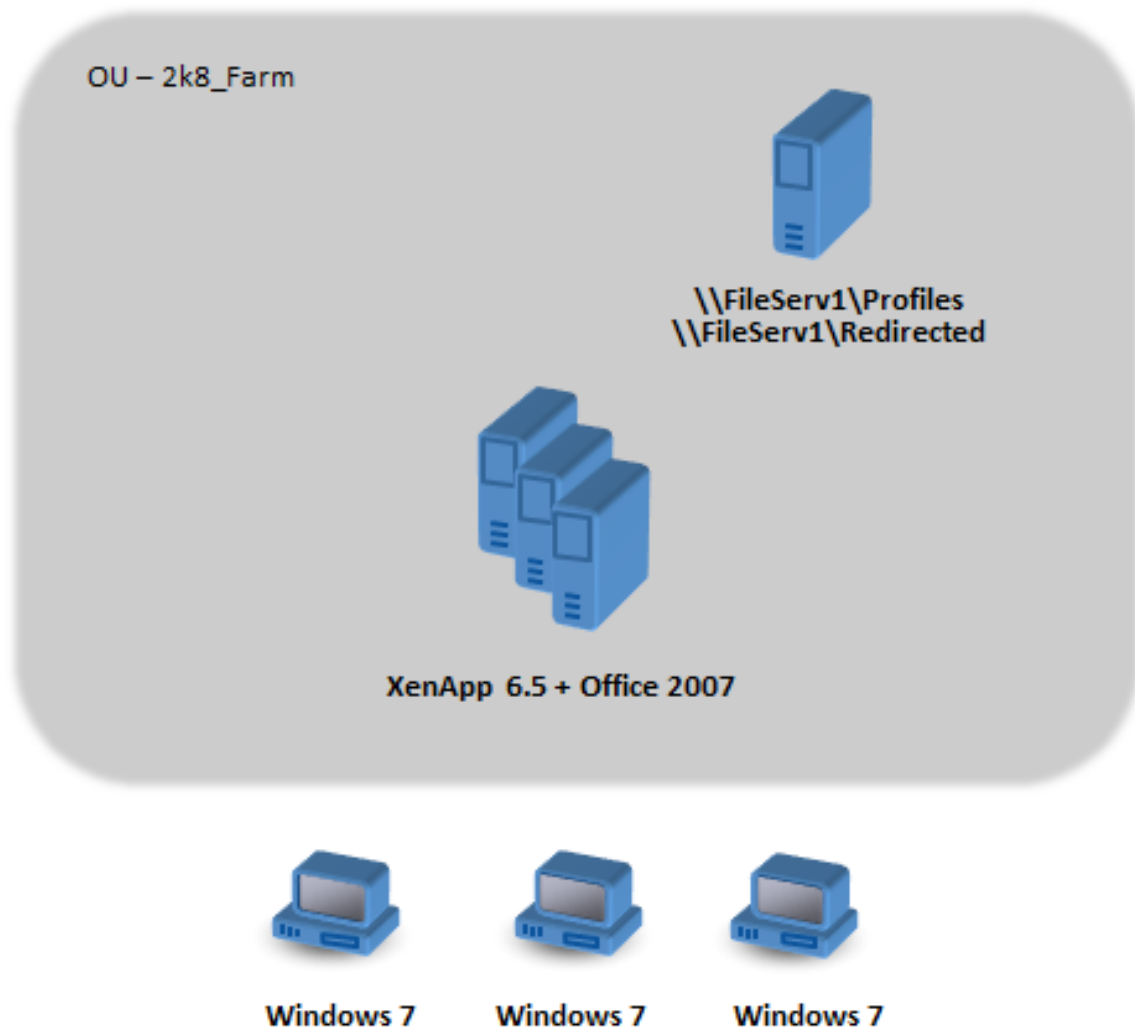 OU – 2k8_Farm
\\FileServ1\Profiles
\\FileServ1\Redirected
XenApp 6.5 + Office 2007
Windows 7
Windows 7
Windows 7